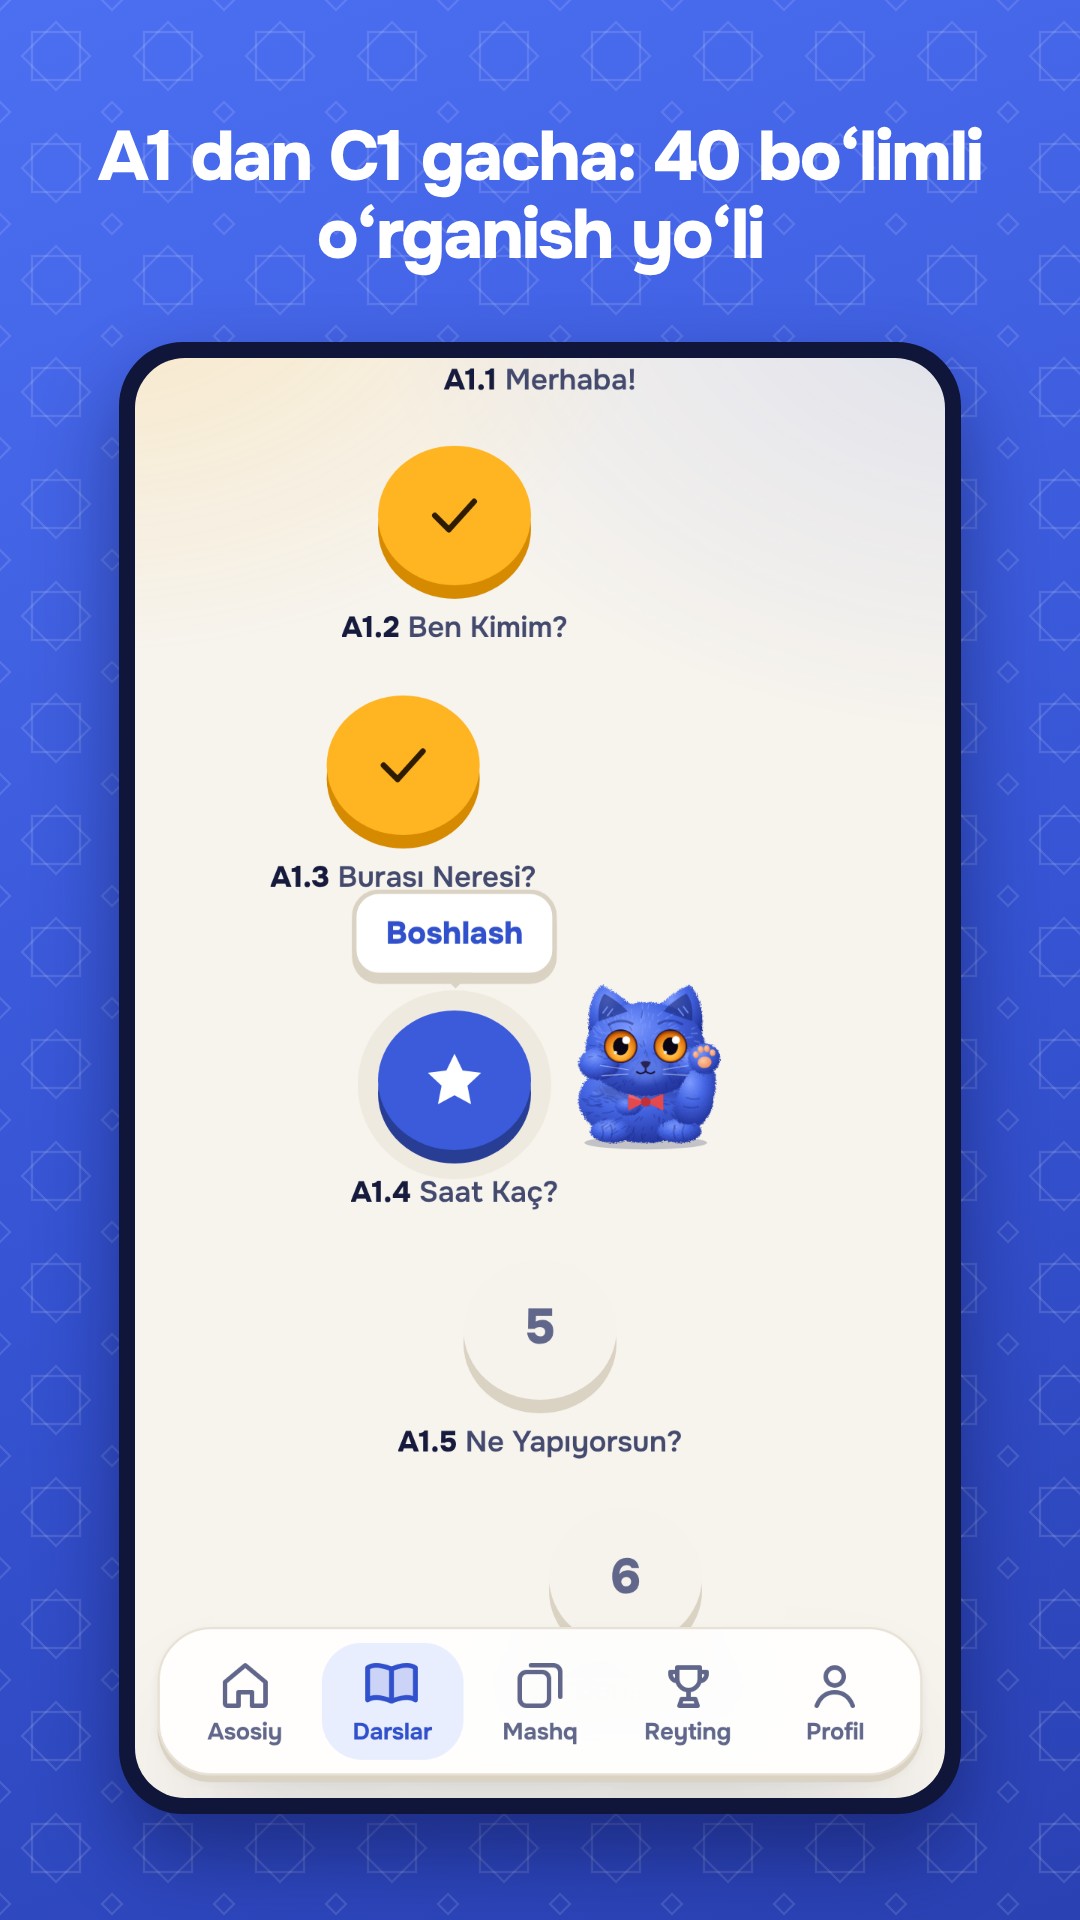 A1 dan C1 gacha: 40 bo‘limli
o‘rganish yo‘li
A1.1 Merhaba!
A1.2 Ben Kimim?
A1.3 Burası Neresi?
Boshlash
A1.4 Saat Kaç?
5
A1.5 Ne Yapıyorsun?
6
Asosiy
Darslar
Mashq
Reyting
Profil